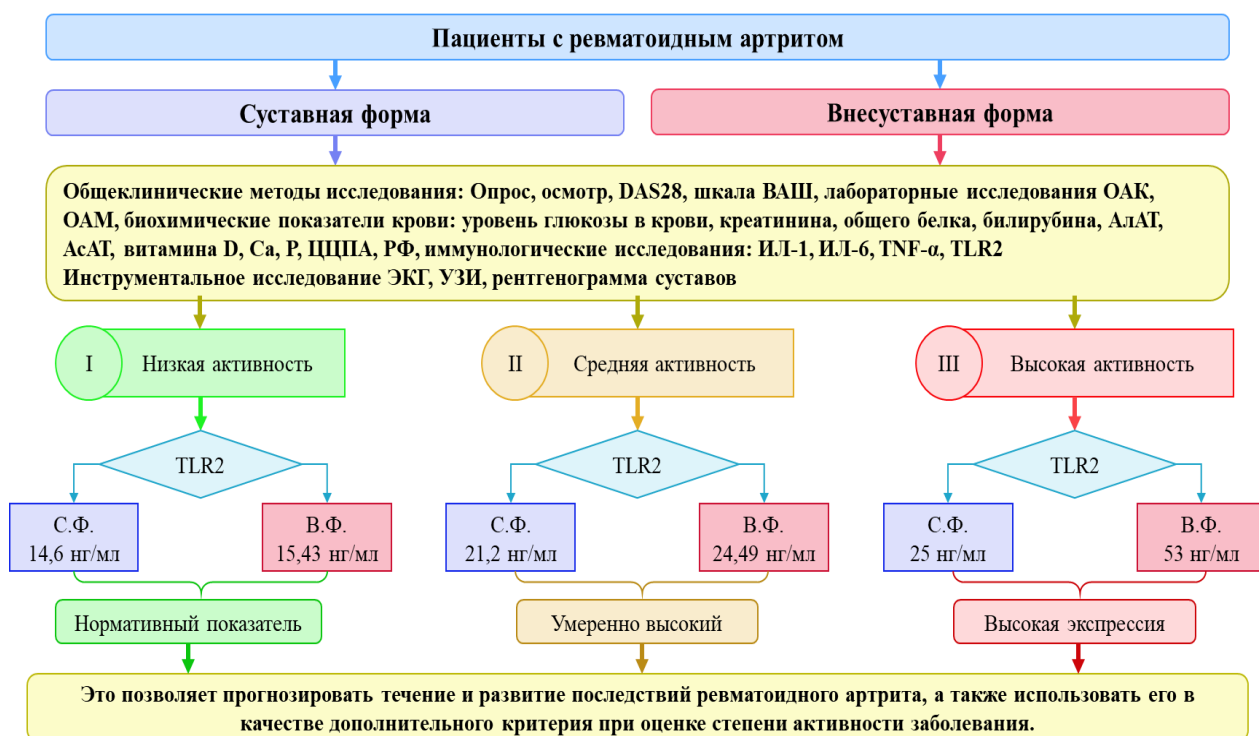 Пациенты с ревматоидным артритом
Суставная форма
Внесуставная форма
Общеклинические методы исследования: Опрос, осмотр, DAS28, шкала ВАШ, лабораторные исследования ОАК,
ОАМ, биохимические показатели крови: уровень глюкозы в крови, креатинина, общего белка, билирубина, АлАТ,
АсАТ, витамина D, Ca, P, ЦЦПА, РФ, иммунологические исследования: ИЛ-1, ИЛ-6, TNF-α, TLR2
Инструментальное исследование ЭКГ, УЗИ, рентгенограмма суставов
I
Низкая активность
II
Средняя активность
III
Высокая активность
TLR2
TLR2
TLR2
С.Ф.
14,6 нг/мл
В.Ф.
15,43 нг/мл
С.Ф.
21,2 нг/мл
В.Ф.
24,49 нг/мл
С.Ф.
25 нг/мл
В.Ф.
53 нг/мл
Нормативный показатель
Умеренно высокий
Высокая экспрессия
Это позволяет прогнозировать течение и развитие последствий ревматоидного артрита, а также использовать его в
качестве дополнительного критерия при оценке степени активности заболевания.